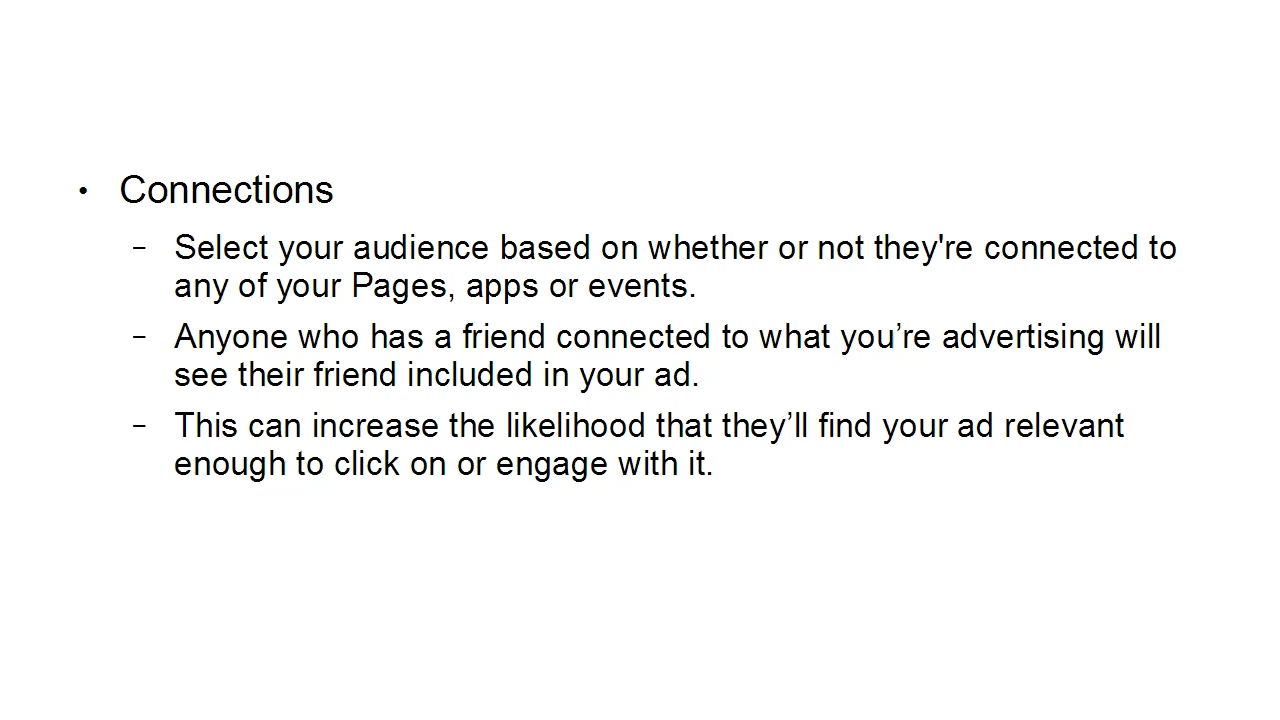 • Connections
– Select your audience based on whether or not they're connected to
any of your Pages, apps or events.
– Anyone who has a friend connected to what you’re advertising will
see their friend included in your ad.
– This can increase the likelihood that they’ll find your ad relevant
enough to click on or engage with it.